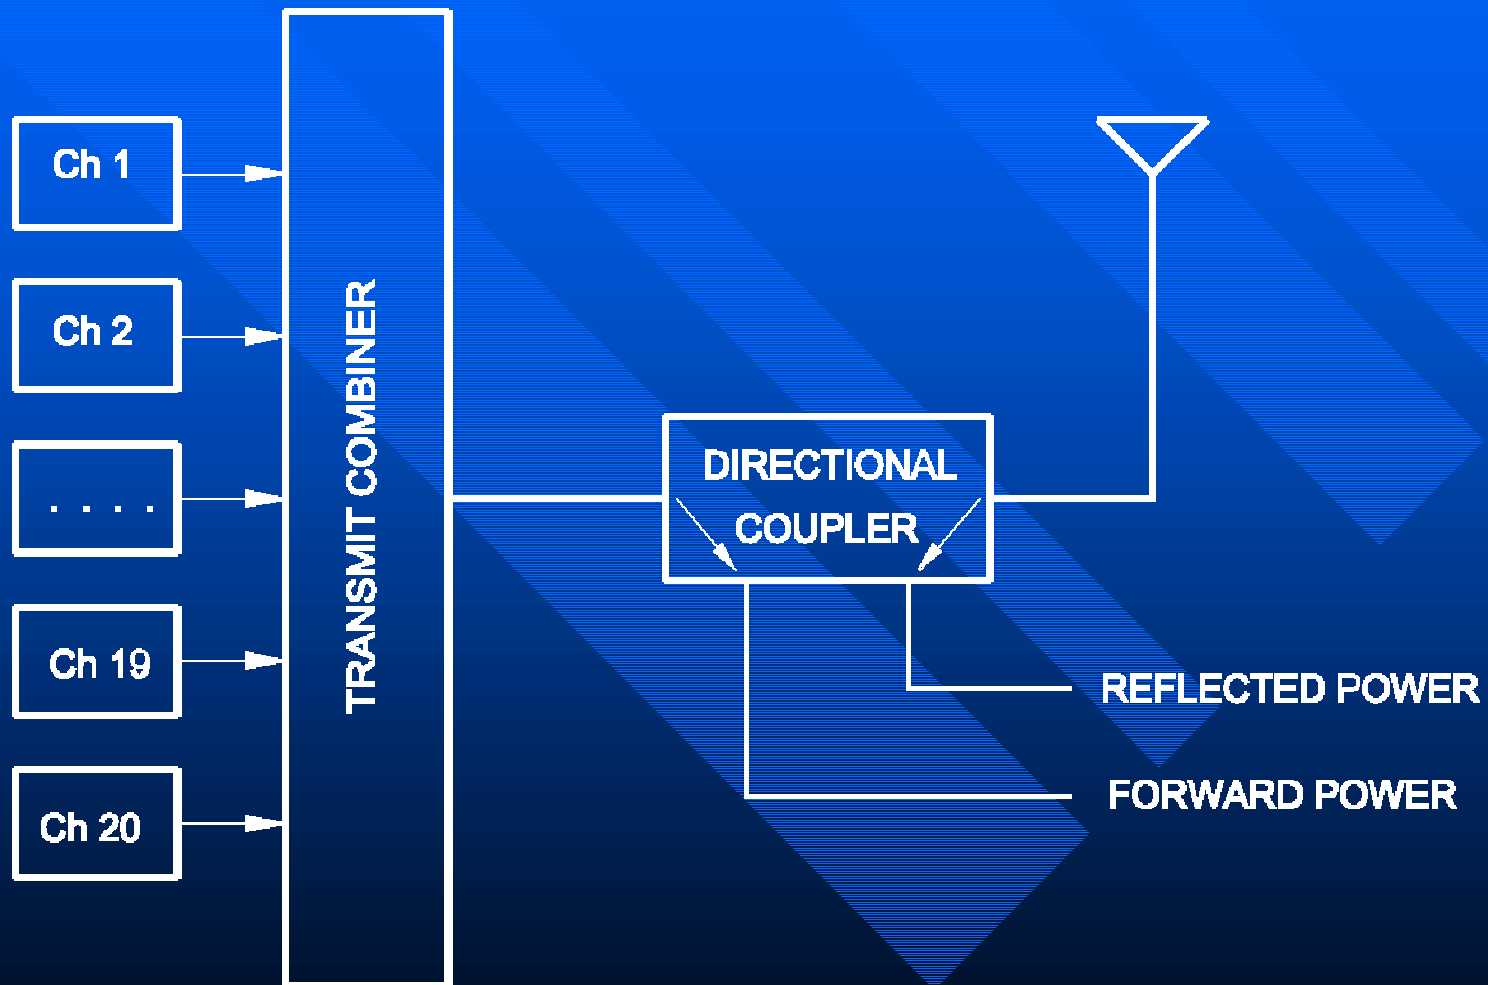 Ch 1
Ch 2
. . . .
Ch 19
Ch 20
TRANSMIT COMBINER
DIRECTIONAL
COUPLER
REFLECTED POWER
FORWARD POWER